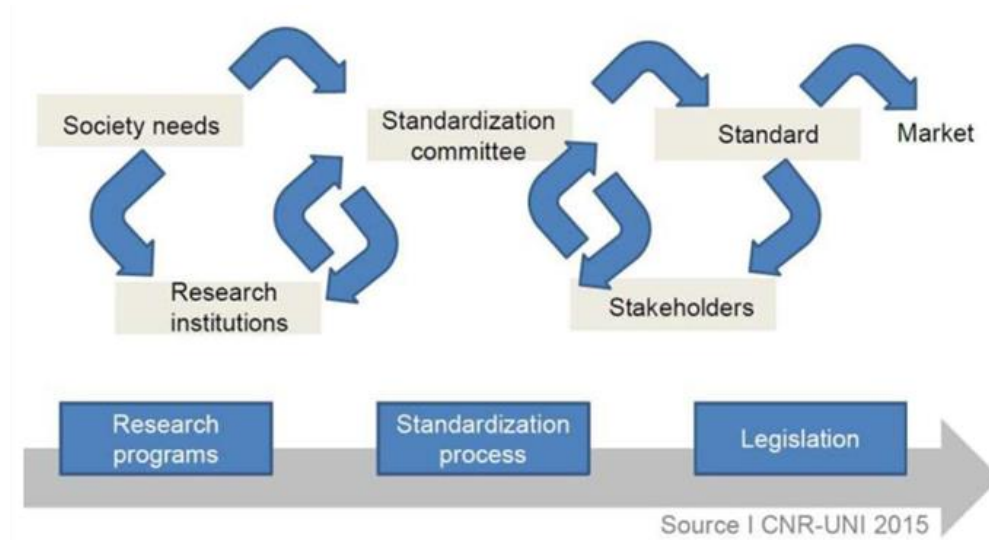 Society needs
Standardization
committee
Standard
Market
Research
institutions
Stakeholders
Research
programs
Standardization
process
Legislation
Source I CNR-UNI 2015